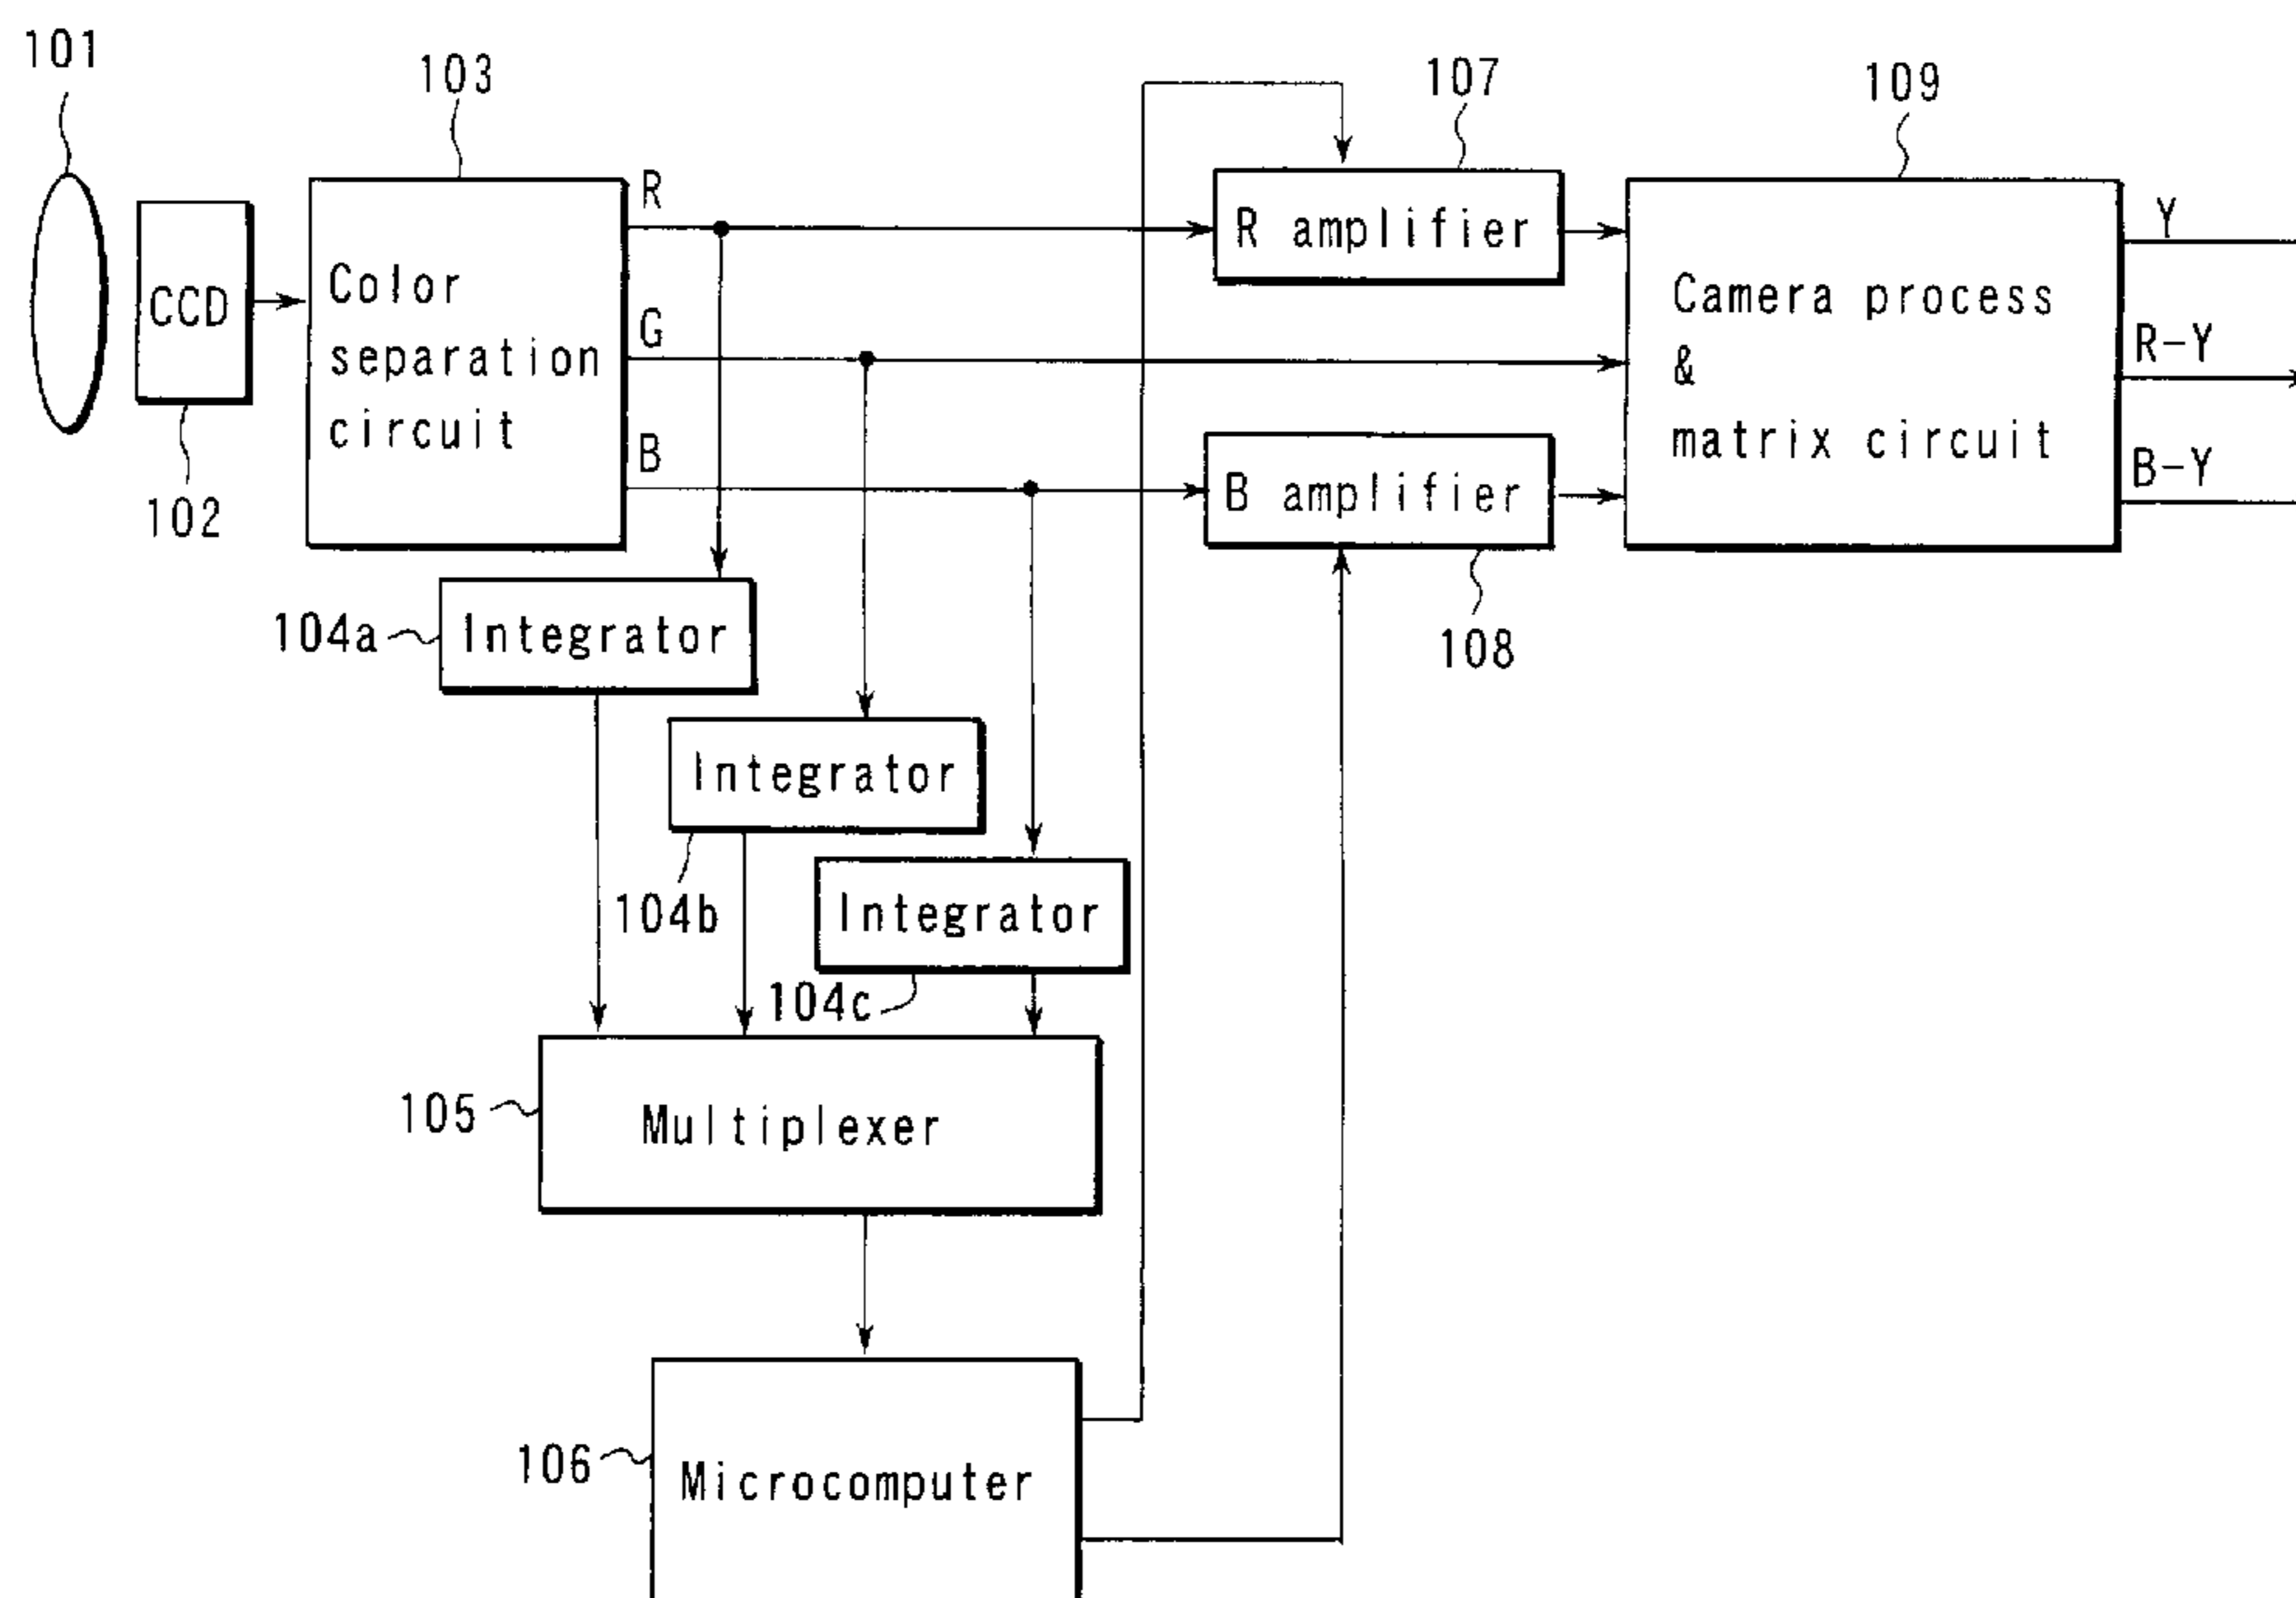 101
103
107
109
R
Y
CCD
Color
separation
circuit
R amplifier
Camera process
&
matrix circuit
G
R-Y
B
B amplifier
B-Y
102
104a
Integrator
108
Integrator
104b
Integrator
104c
105
Multiplexer
106
Microcomputer